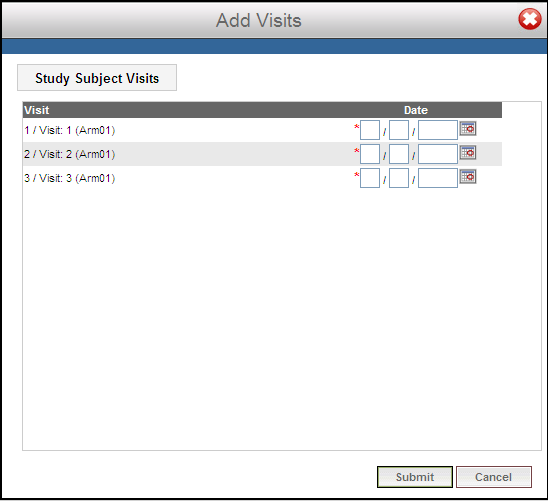 Add Visits
Study Subject Visits
Visit Date
1 / Visit: 1 (Arm01) * / /
2 / Visit: 2 (Arm01) * / /
3 / Visit: 3 (Arm01) * / /
Submit Cancel